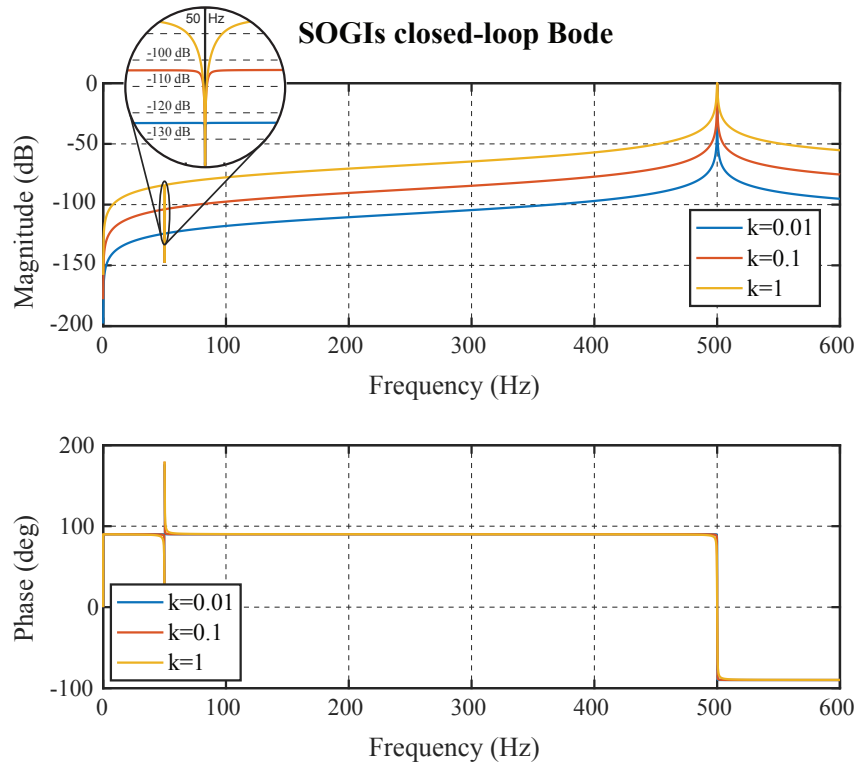 SOGIs closed-loop Bode
50 Hz
-100 dB
-110 dB
-120 dB
-130 dB
0
-50
-100
-150
-200
Magnitude (dB)
k=0.01
k=0.1
k=1
0 100 200 300 400 500 600
Frequency (Hz)
200
100
0
-100
Phase (deg)
k=0.01
k=0.1
k=1
0 100 200 300 400 500 600
Frequency (Hz)